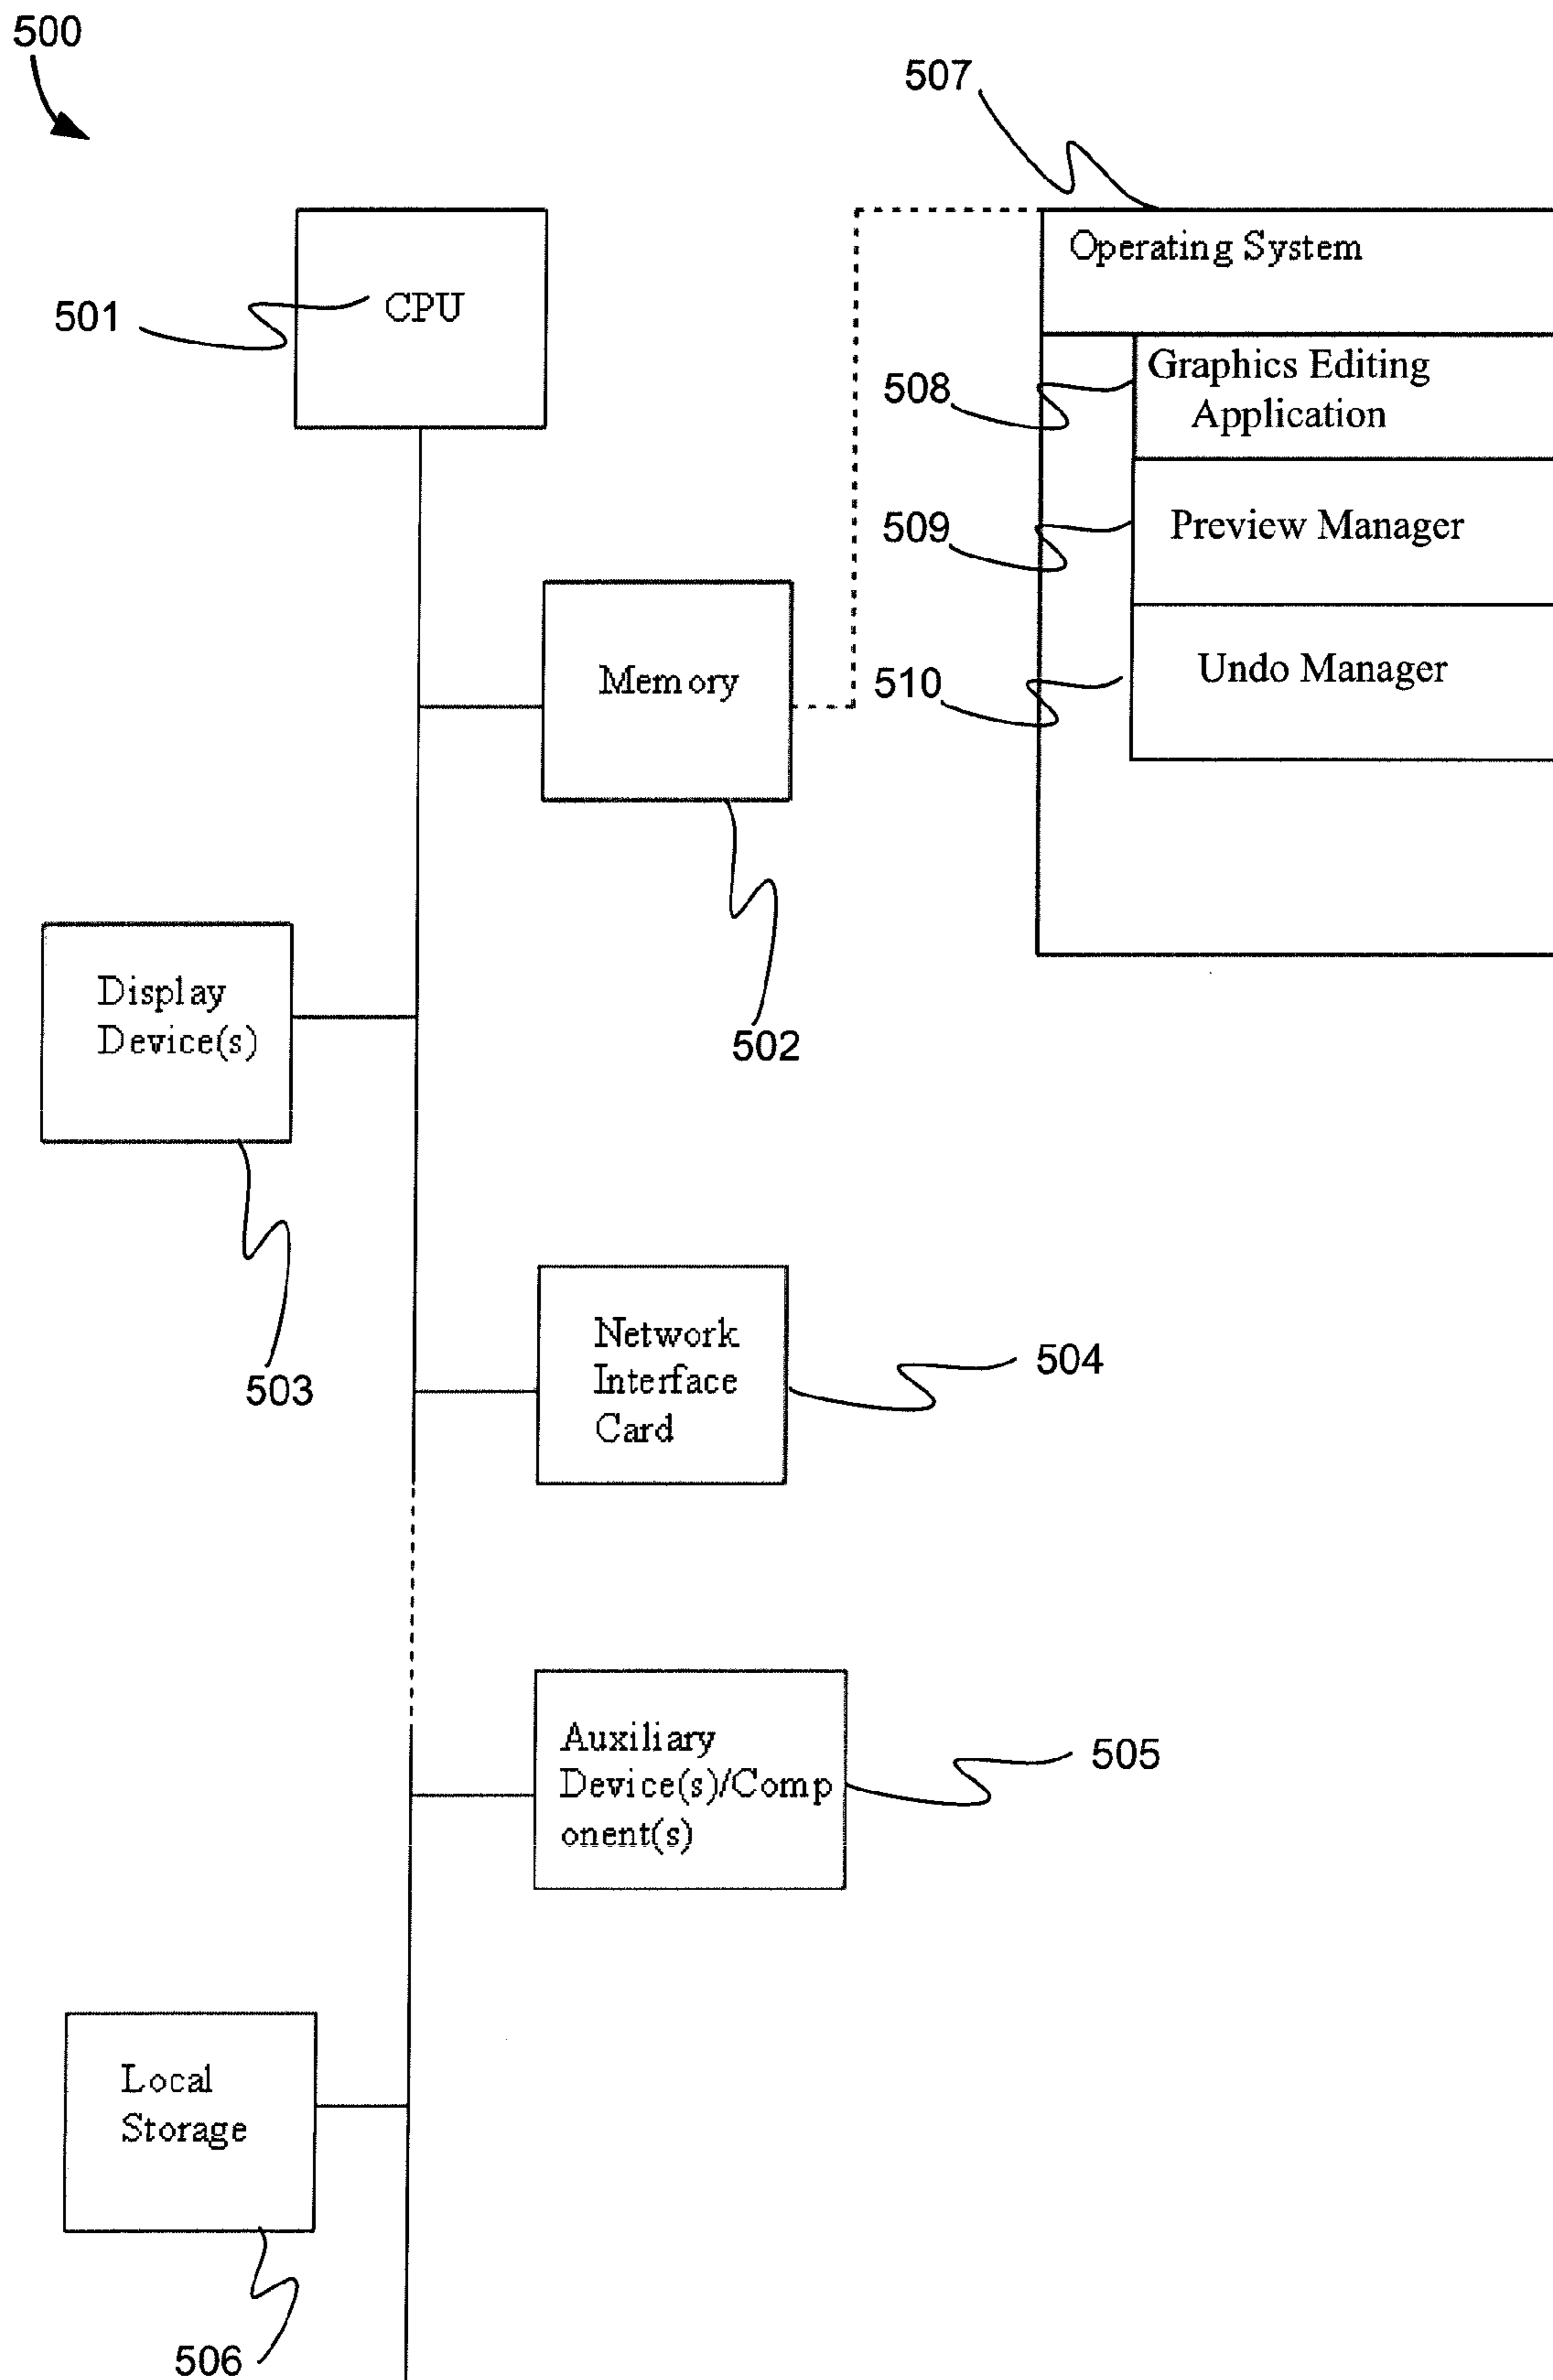 500
507
Operating System
CPU
501
Graphics Editing
Application
508
Preview Manager
509
Memory
Undo Manager
510
Display
Device(s)
502
Network
Interface
Card
504
503
Auxiliary
Device(s)/Comp
onent(s)
505
Local
Storage
506